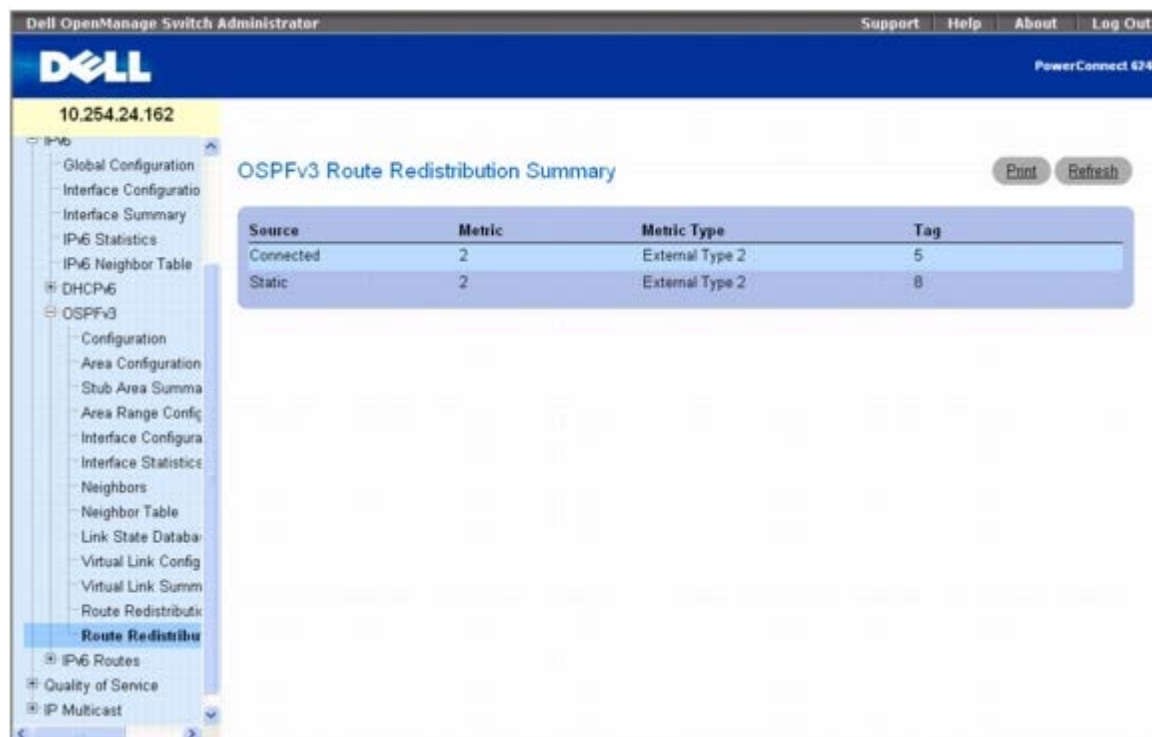 Dell OpenManage Switch Administrator
Support Help About Log Out
DELL
PowerConnect 624
10.254.24.162
IPv6
Global Configuration
Interface Configuratio
Interface Summary
IPv6 Statistics
IPv6 Neighbor Table
DHCPv6
OSPFv3
Configuration
Area Configuration
Stub Area Summa
Area Range Config
Interface Configura
Interface Statistics
Neighbors
Neighbor Table
Link State Databa
Virtual Link Config
Virtual Link Summ
Route Redistributic
Route Redistribu
IPv6 Routes
Quality of Service
IP Multicast
OSPFv3 Route Redistribution Summary
Print Refresh
Source Metric Metric Type Tag
Connected 2 External Type 2 5
Static 2 External Type 2 8